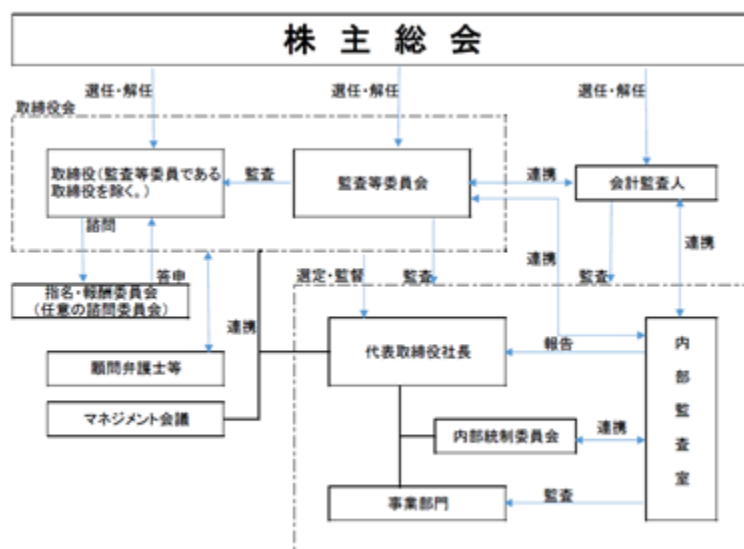 株主総会
選任・解任
選任・解任
選任・解任
取締役会
取締役(監査等委員である
取締役を除く。)
監査
監査等委員会
連携
会計監査人
諮問
答申
連携
選定・監督
監査
連携
監査
連携
指名・報酬委員会
(任意の諮問委員会)
代表取締役社長
報告
内部監査室
顧問弁護士等
マネジメント会議
内部統制委員会
連携
事業部門
監査